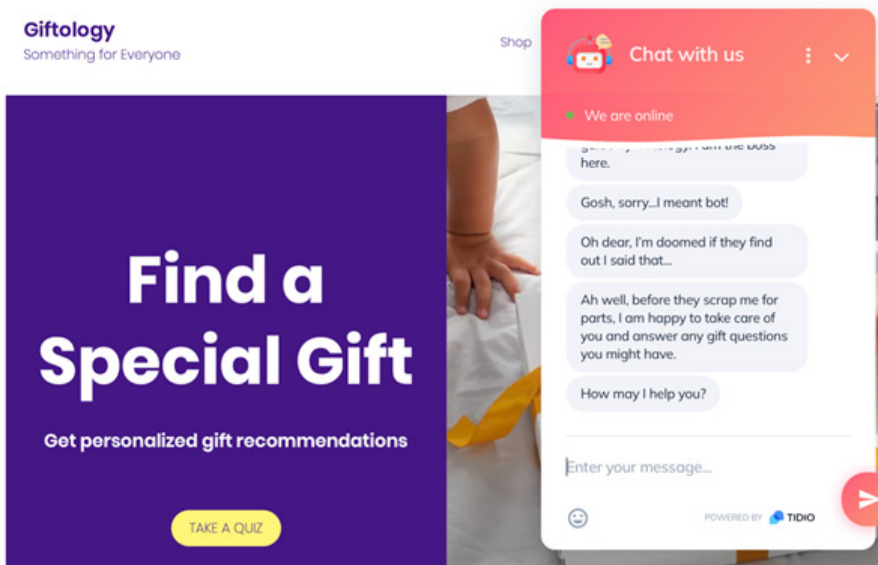 Giftology
Something for Everyone
Shop
Find a
Special Gift
Get personalized gift recommendations
TAKE A QUIZ
Chat with us
We are online
the boss
here.
Gosh, sorry...I meant bot!
Oh dear, I'm doomed if they find
out I said that...
Ah well, before they scrap me for
parts, I am happy to take care of
you and answer any gift questions
you might have.
How may I help you?
Enter your message...
POWERED BY TIDIO